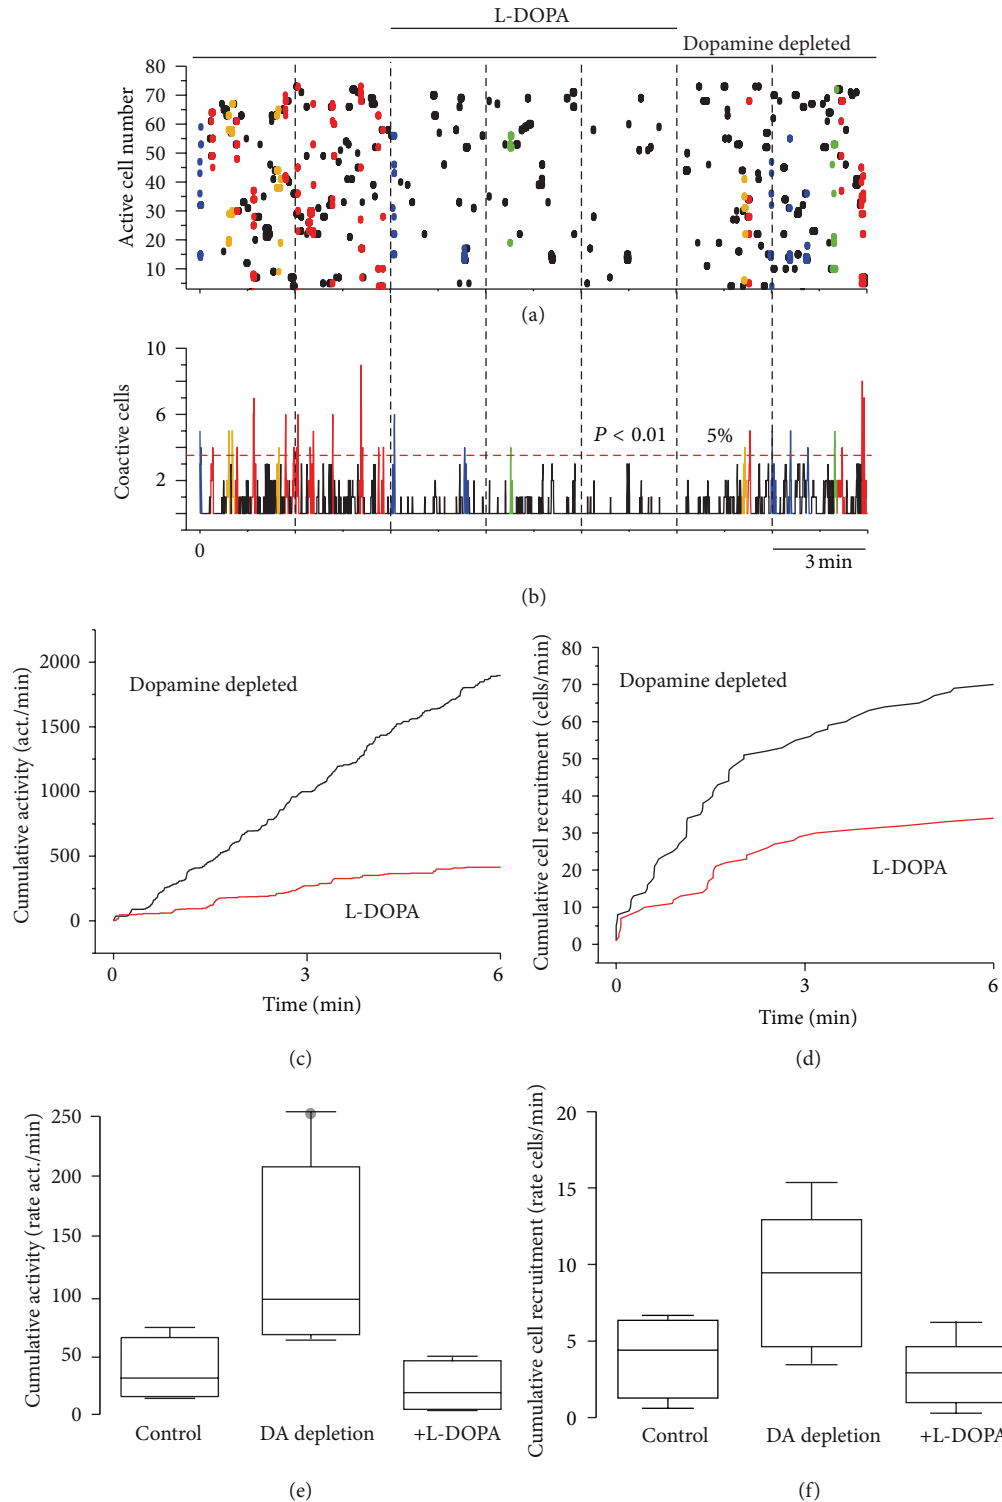 L-DOPA
Dopamine depleted
80
70
60
50
40
30
20
10
Active cell number
(a)
10
6
2
Coactive cells
P < 0.01
5%
0
3 min
(b)
2000
1500
1000
500
0
Cumulative activity (act./min)
Dopamine depleted
L-DOPA
0
3
6
Time (min)
(c)
80
70
60
50
40
30
20
10
0
Cumulative cell recruitment (cells/min)
Dopamine depleted
L-DOPA
0
3
6
Time (min)
(d)
250
200
150
100
50
0
Cumulative activity (rate act./min)
Control
DA depletion
+L-DOPA
(e)
20
15
10
5
0
Cumulative cell recruitment (rate cells/min)
Control
DA depletion
+L-DOPA
(f)